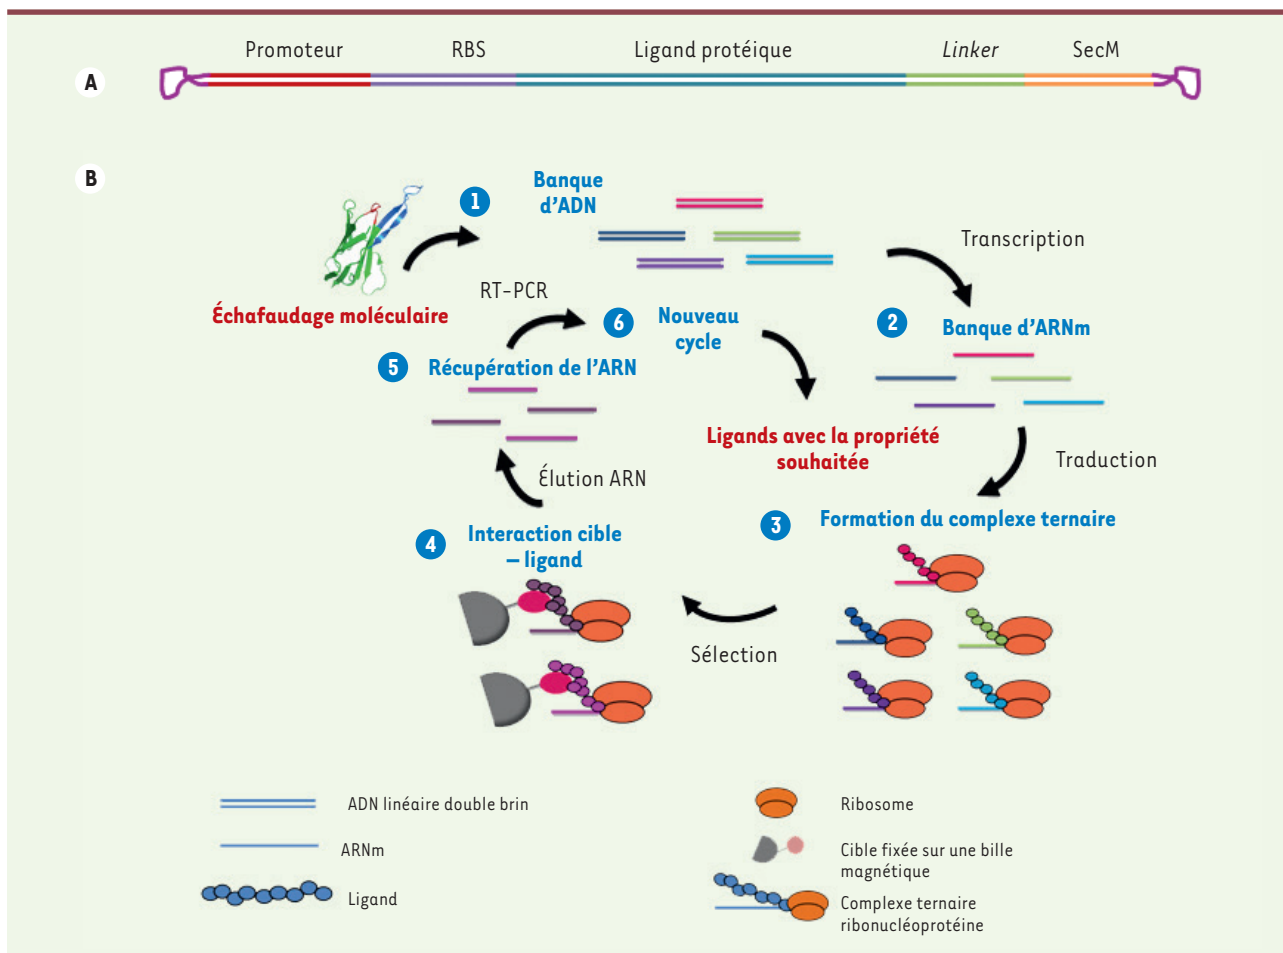 Promoteur
RBS
Ligand protéique
Linker
SecM
A
B
1
Banque
d'ADN
Transcription
Échafaudage moléculaire
RT-PCR
6
Nouveau
cycle
2
Banque d'ARNm
5
Récupération de l'ARN
Ligands avec la propriété
souhaitée
Traduction
Élution ARN
3
Formation du complexe ternaire
4
Interaction cible
– ligand
Sélection
ADN linéaire double brin
ARNm
Ligand
Ribosome
Cible fixée sur une bille
magnétique
Complexe ternaire
ribonucléoprotéine